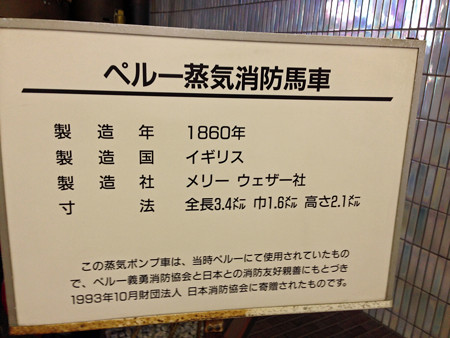 ペルー蒸気消防馬車
製造年 1860年
製造国 イギリス
製造社 メリー ウェザー社
寸法 全長3.4㍍ 巾1.6㍍ 高さ2.1㍍
この蒸気ポンプ車は、当時ペルーにて使用されていたもの
で、ペルー義勇消防協会と日本との消防友好親善にもとづき
1993年10月財団法人 日本消防協会に寄贈されたものです。